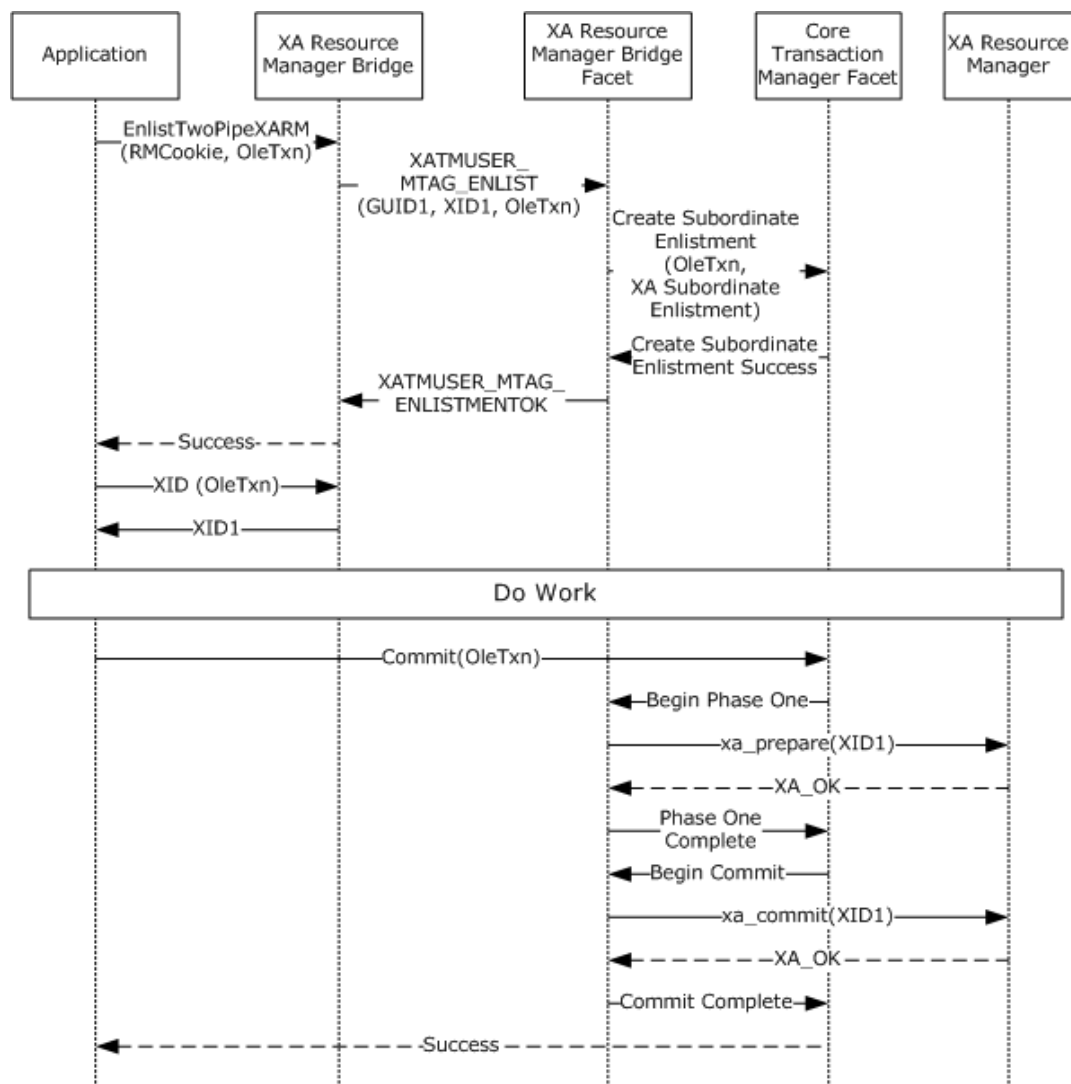 Application
XA Resource
Manager Bridge
XA Resource
Manager Bridge
Facet
Core
Transaction
Manager Facet
XA Resource
Manager
EnlistTwoPipeXARM
(RMCookie, OleTxn)
XATMUSER_
MTAG_ENLIST
(GUID1, XID1, OleTxn)
Create Subordinate
Enlistment
(OleTxn,
XA Subordinate
Enlistment)
Create Subordinate
Enlistment Success
XATMUSER_MTAG_
ENLISTMENTOK
Success
XID (OleTxn)
XID1
Do Work
Commit(OleTxn)
Begin Phase One
xa_prepare(XID1)
XA_OK
Phase One
Complete
Begin Commit
xa_commit(XID1)
XA_OK
Commit Complete
Success